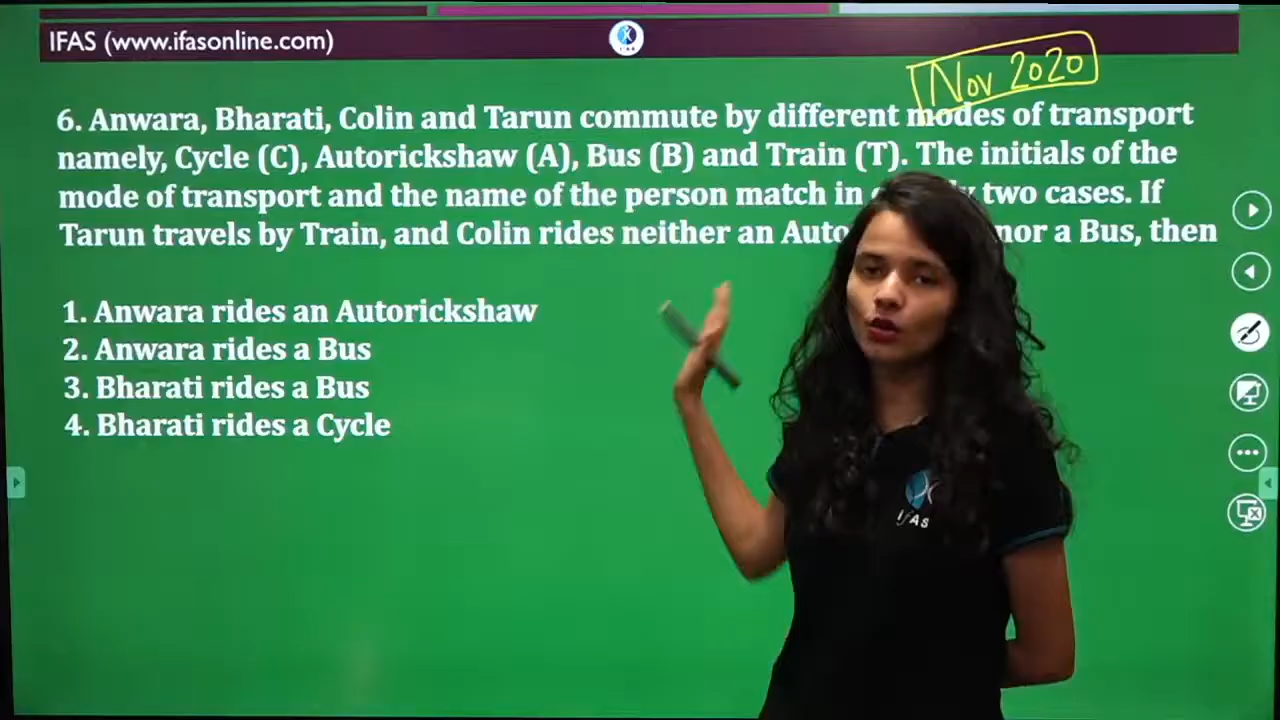 IFAS (www.ifasonline.com)
Nov 2020
6. Anwara, Bharati, Colin and Tarun commute by different modes of transport
namely, Cycle (C), Autorickshaw (A), Bus (B) and Train (T). The initials of the
mode of transport and the name of the person match in two cases. If
Tarun travels by Train, and Colin rides neither an nor a Bus, then
1. Anwara rides an Autorickshaw
2. Anwara rides a Bus
3. Bharati rides a Bus
4. Bharati rides a Cycle
IFAS